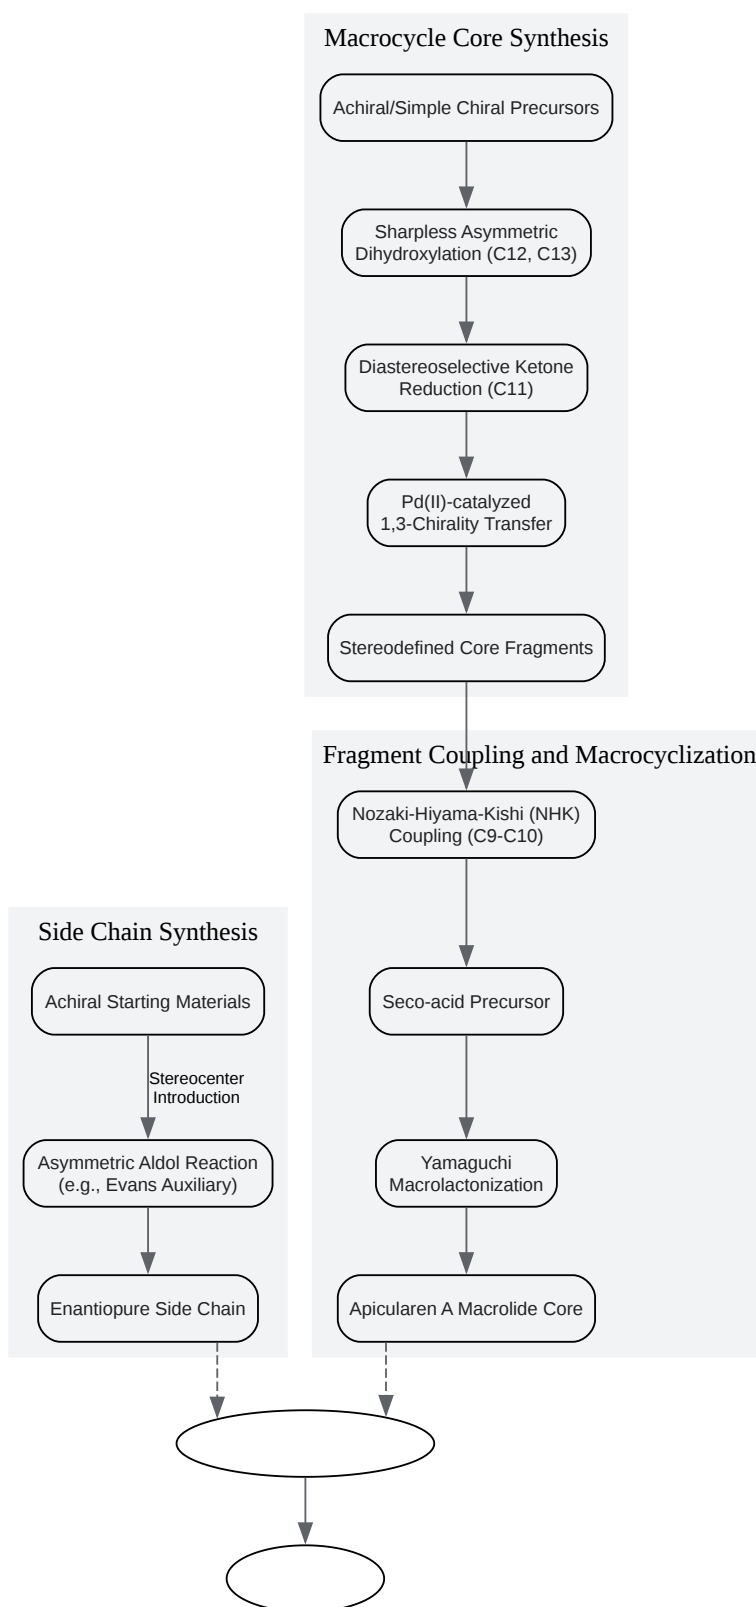 Macrocycle Core Synthesis
Achiral/Simple Chiral Precursors
Sharpless Asymmetric
Dihydroxylation (C12, C13)
Diastereoselective Ketone
Reduction (C11)
Pd(II)-catalyzed
1,3-Chirality Transfer
Stereodefined Core Fragments
Fragment Coupling and Macrocyclization
Nozaki-Hiyama-Kishi (NHK)
Coupling (C9-C10)
Seco-acid Precursor
Yamaguchi
Macrolactonization
Apicularen A Macrolide Core
Side Chain Synthesis
Achiral Starting Materials
Stereocenter
Introduction
Asymmetric Aldol Reaction
(e.g., Evans Auxiliary)
Enantiopure Side Chain